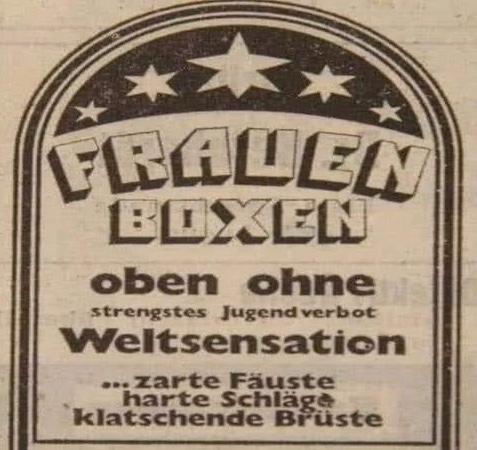 FRAUEN
BOXEN
oben ohne
strengstes Jugendverbot
Weltsensation
...zarte Fäuste
harte Schläge
klatschende Brüste